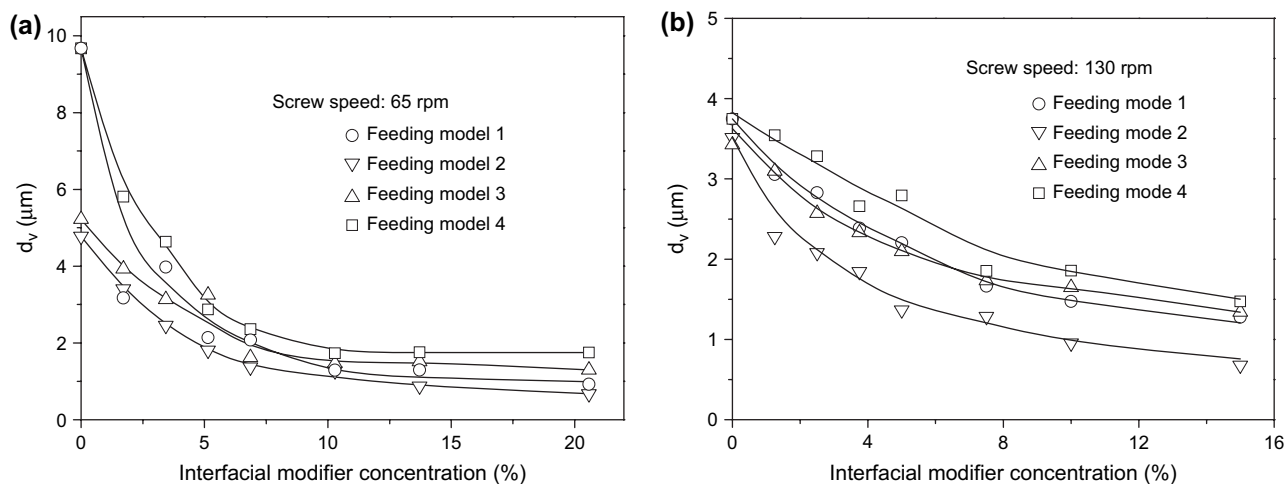 (a)
10
8
6
4
2
0
d_v (μm)
Screw speed: 65 rpm
Feeding model 1
Feeding model 2
Feeding model 3
Feeding model 4
0 5 10 15 20
Interfacial modifier concentration (%)
(b)
5
4
3
2
1
0
d_v (μm)
Screw speed: 130 rpm
Feeding mode 1
Feeding mode 2
Feeding mode 3
Feeding mode 4
0 4 8 12 16
Interfacial modifier concentration (%)